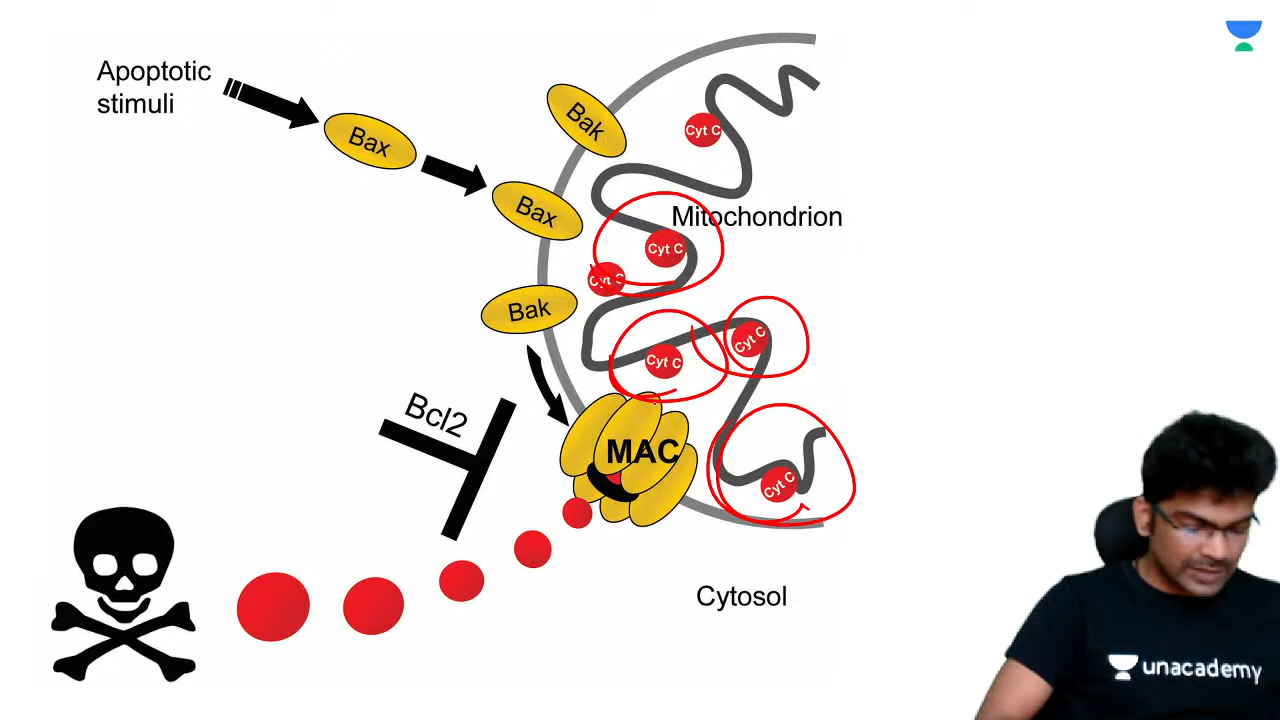 Apoptotic
stimuli
Bax
Bak
Cyt C
Bax
Mitochondrion
Cyt C
Cyt C
Bak
Cyt C
Cyt C
Bcl2
MAC
Cyt C
Cytosol
unacademy